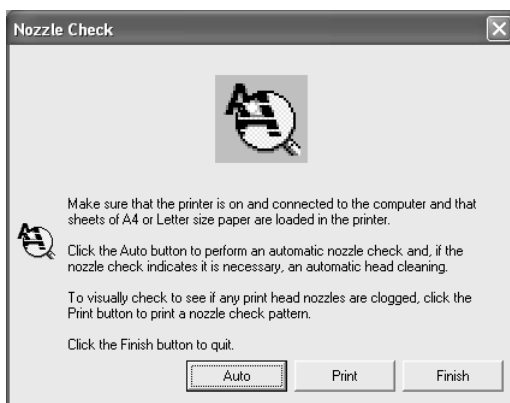 Nozzle Check
Make sure that the printer is on and connected to the computer and that
sheets of A4 or Letter size paper are loaded in the printer.
Click the Auto button to perform an automatic nozzle check and, if the
nozzle check indicates it is necessary, an automatic head cleaning.
To visually check to see if any print head nozzles are clogged, click the
Print button to print a nozzle check pattern.
Click the Finish button to quit.
Auto Print Finish